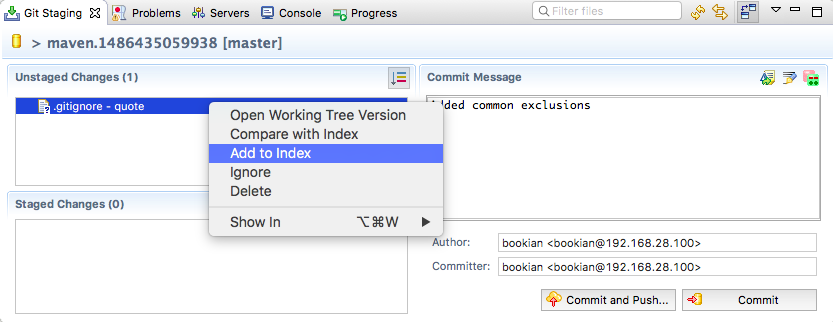 Git Staging Problems Servers Console Progress Filter files
> maven.1486435059938 [master]
Unstaged Changes (1)
.gitignore - quote
Open Working Tree Version
Compare with Index
Add to Index
Ignore
Delete
Show In ⌥⌘W
Staged Changes (0)
Commit Message
Added common exclusions
Author: bookian <bookian@192.168.28.100>
Committer: bookian <bookian@192.168.28.100>
Commit and Push... Commit